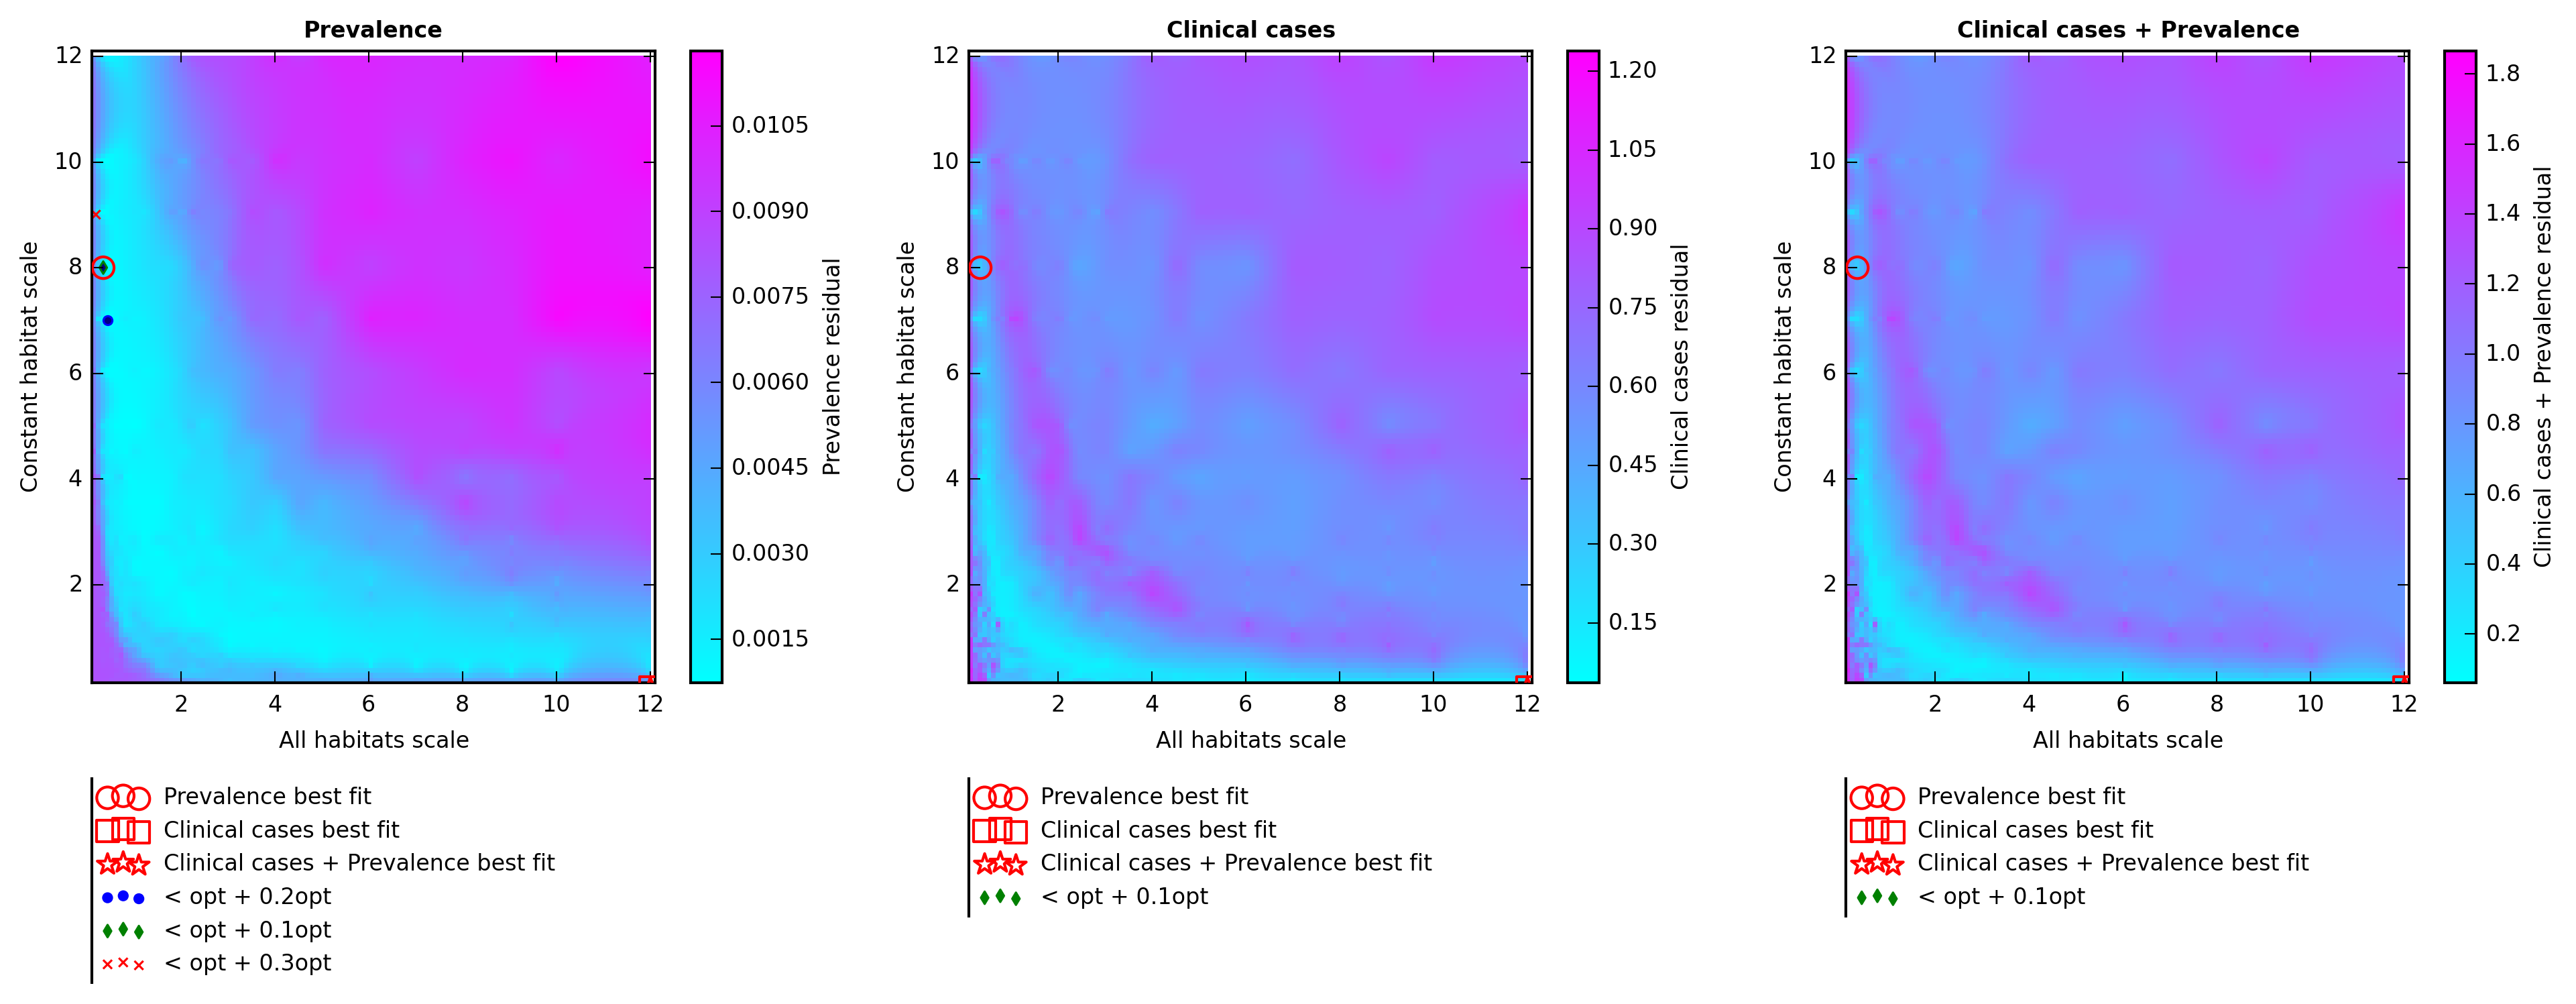 Prevalence
12
10
8
6
4
2
2 4 6 8 10 12
Constant habitat scale
All habitats scale
0.0105
0.0090
0.0075
0.0060
0.0045
0.0030
0.0015
Prevalence residual
Prevalence best fit
Clinical cases best fit
Clinical cases + Prevalence best fit
< opt + 0.2opt
< opt + 0.1opt
< opt + 0.3opt
Clinical cases
12
10
8
6
4
2
2 4 6 8 10 12
Constant habitat scale
All habitats scale
1.20
1.05
0.90
0.75
0.60
0.45
0.30
0.15
Clinical cases residual
Prevalence best fit
Clinical cases best fit
Clinical cases + Prevalence best fit
< opt + 0.1opt
Clinical cases + Prevalence
12
10
8
6
4
2
2 4 6 8 10 12
Constant habitat scale
All habitats scale
1.8
1.6
1.4
1.2
1.0
0.8
0.6
0.4
0.2
Clinical cases + Prevalence residual
Prevalence best fit
Clinical cases best fit
Clinical cases + Prevalence best fit
< opt + 0.1opt